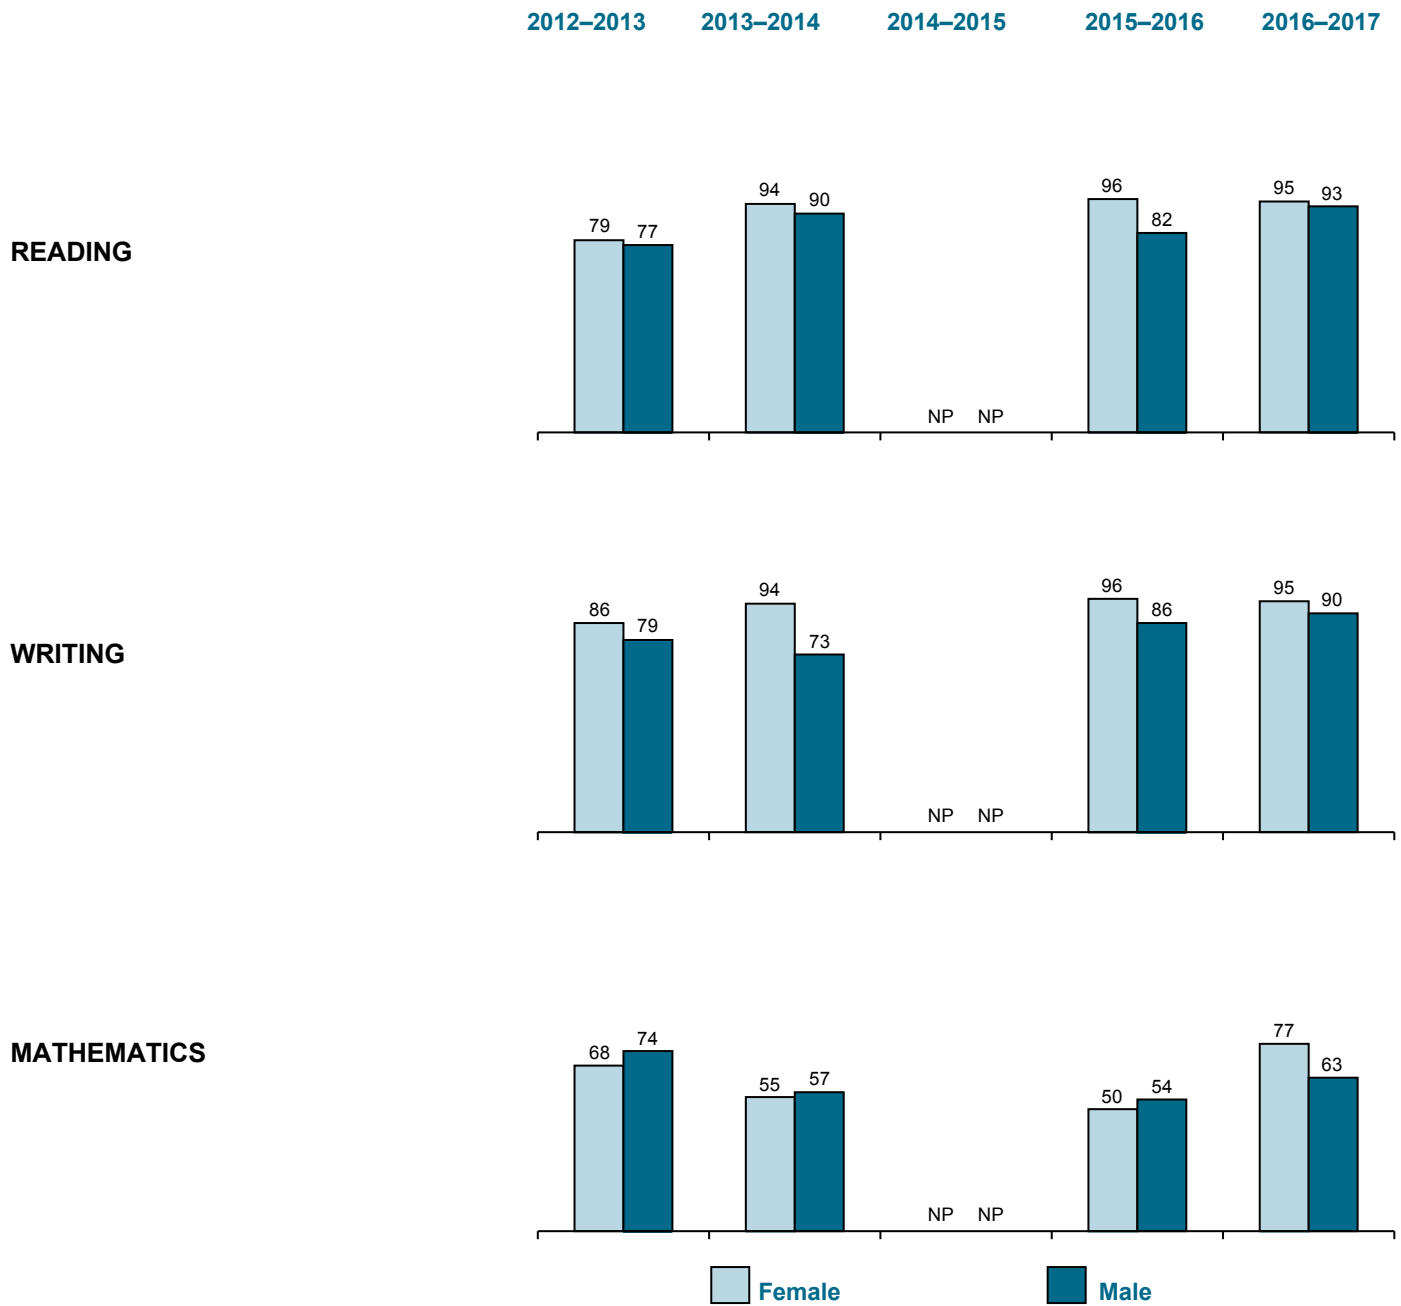 2012–2013 2013–2014 2014–2015 2015–2016 2016–2017
READING
79 77 94 90 NP NP 96 82 95 93
WRITING
86 79 94 73 NP NP 96 86 95 90
MATHEMATICS
68 74 55 57 NP NP 50 54 77 63
Female Male